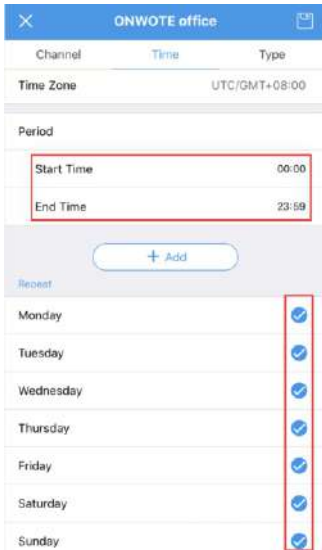 ONWOTE office
Channel Time Type
Time Zone UTC/GMT+08:00
Period
Start Time 00:00
End Time 23:59
+ Add
Repeat
Monday
Tuesday
Wednesday
Thursday
Friday
Saturday
Sunday